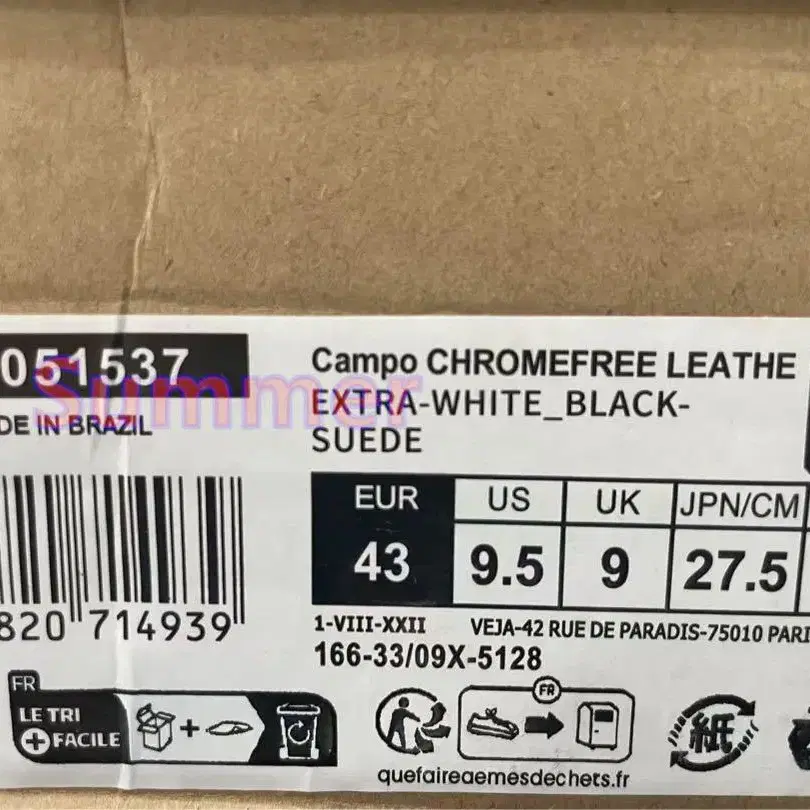 051537
Summer
DE IN BRAZIL
820 714939
Campo CHROMEFREE LEATHE
EXTRA-WHITE_BLACK-
SUEDE
EUR US UK JPN/CM
43 9.5 9 27.5
1-VIII-XXII VEJA-42 RUE DE PARADIS-75010 PARI
166-33/09X-5128
FR
LE TRI
+ FACILE
+
FR
quefaireaemesdechets.fr
紙